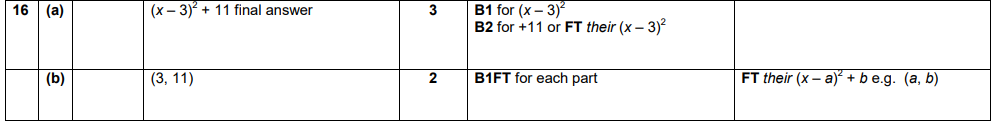 16 (a) (x – 3)² + 11 final answer 3 B1 for (x – 3)²
B2 for +11 or FT their (x – 3)²
(b) (3, 11) 2 B1FT for each part FT their (x – a)² + b e.g. (a, b)